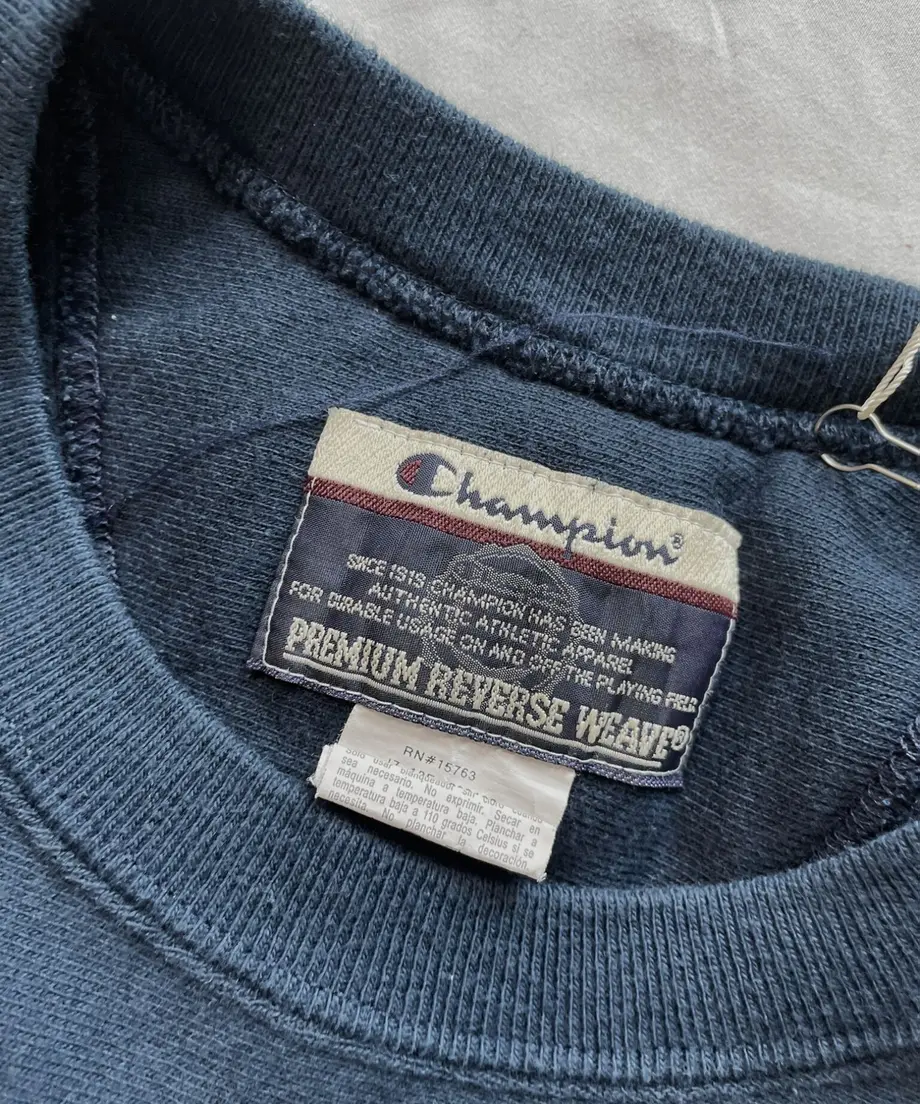 Champion®
SINCE 1919 CHAMPION HAS BEEN MAKING
AUTHENTIC ATHLETIC APPAREL
FOR DURABLE USAGE ON AND OFF THE PLAYING FIELD
PREMIUM REVERSE WEAVE®
RN#15763
sea necesario. No exprimir. Secar en
máquina a temperatura baja. Planchar a
temperatura baja a 110 grados Celsius si se
necesita. No planchar la decoración.